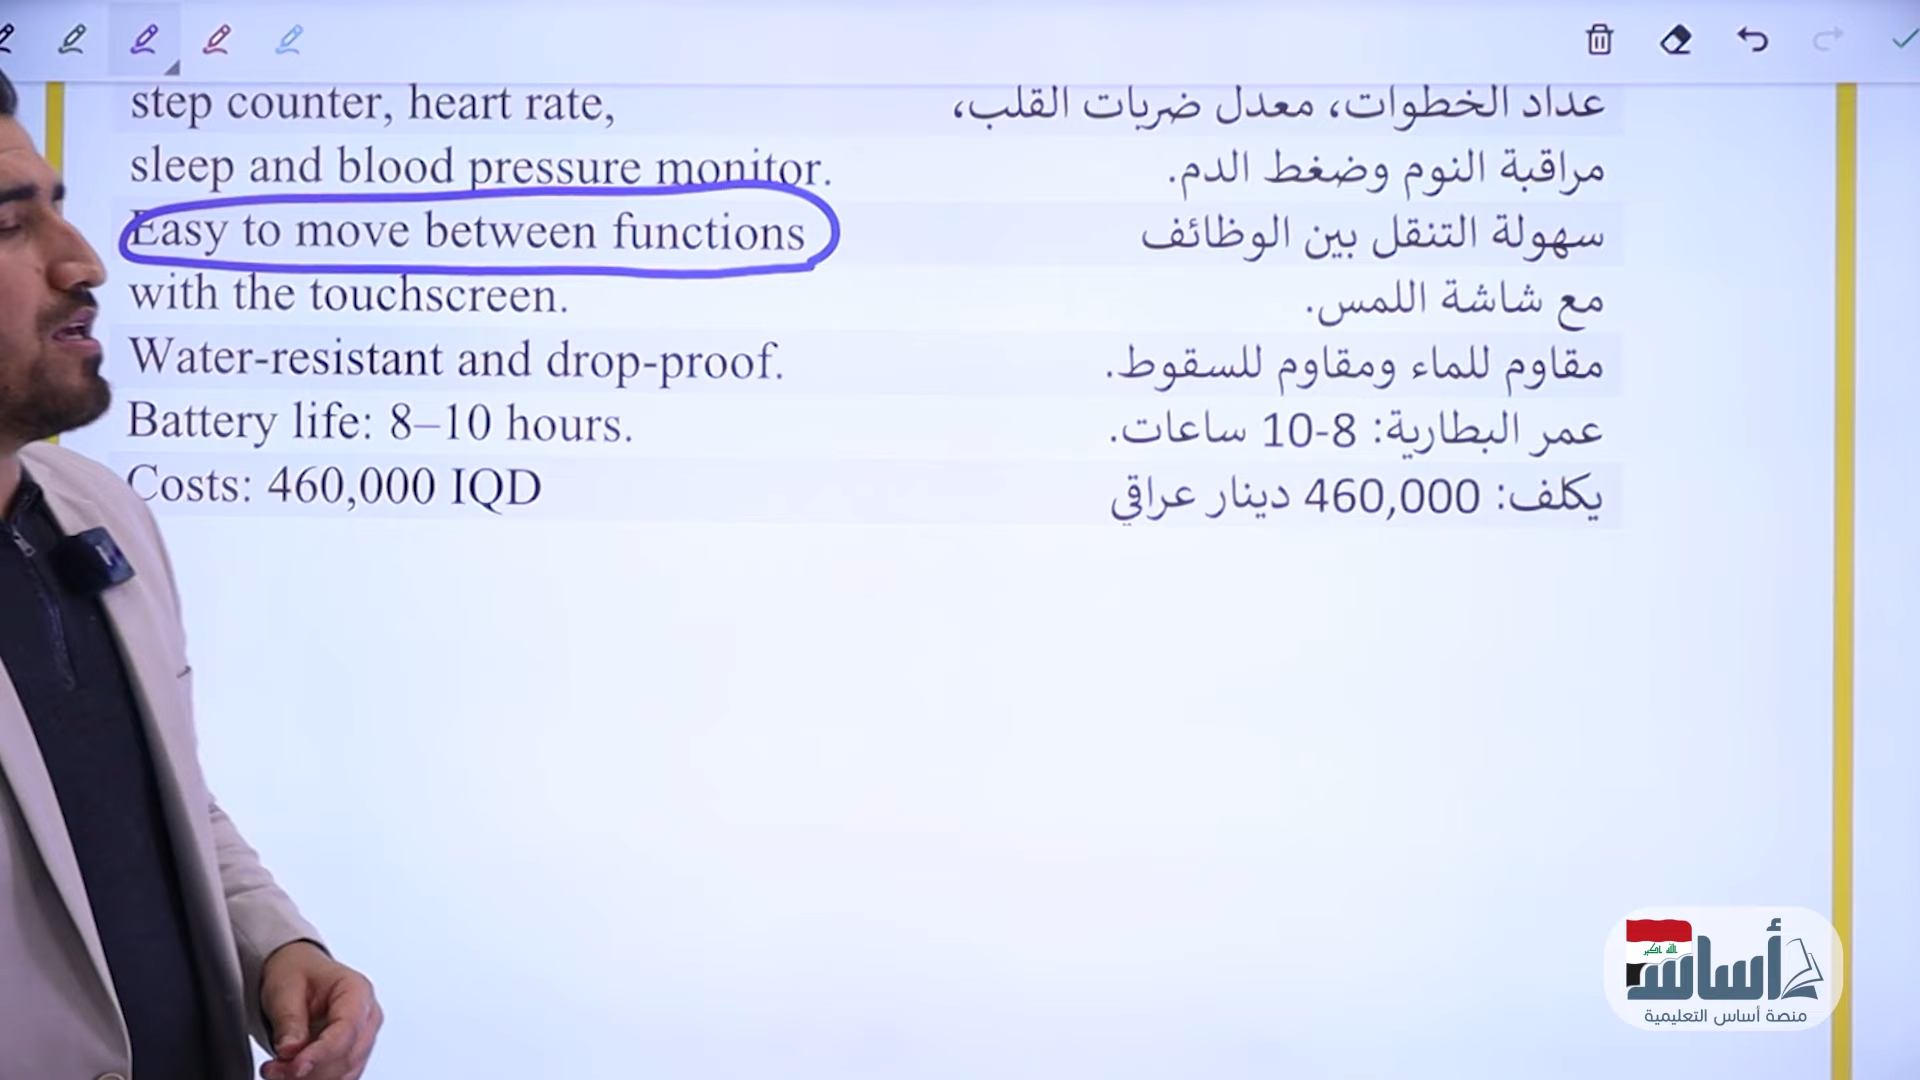 step counter, heart rate,
عداد الخطوات، معدل ضربات القلب،
sleep and blood pressure monitor.
مراقبة النوم وضغط الدم.
Easy to move between functions
سهولة التنقل بين الوظائف
with the touchscreen.
مع شاشة اللمس.
Water-resistant and drop-proof.
مقاوم للماء ومقاوم للسقوط.
Battery life: 8–10 hours.
عمر البطارية: 8-10 ساعات.
Costs: 460,000 IQD
يكلف: 460,000 دينار عراقي
الله اكبر
أساس
منصة أساس التعليمية